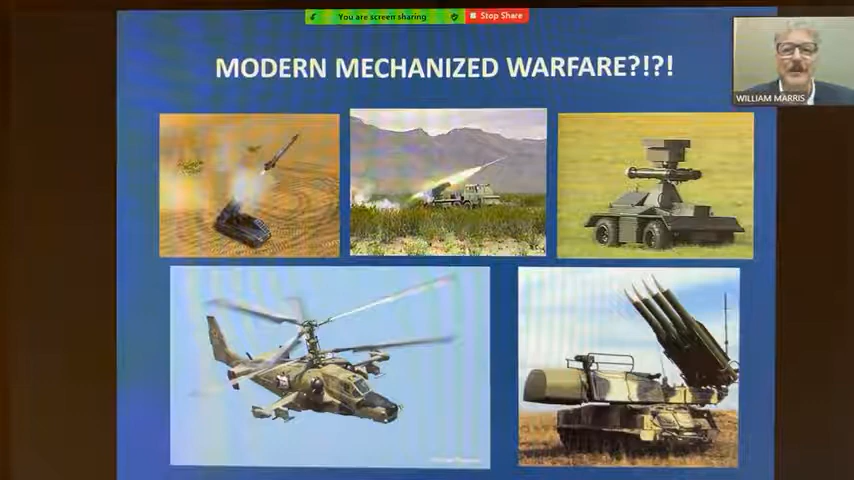 You are screen sharing
Stop Share
MODERN MECHANIZED WARFARE?!?!
WILLIAM MARRIS